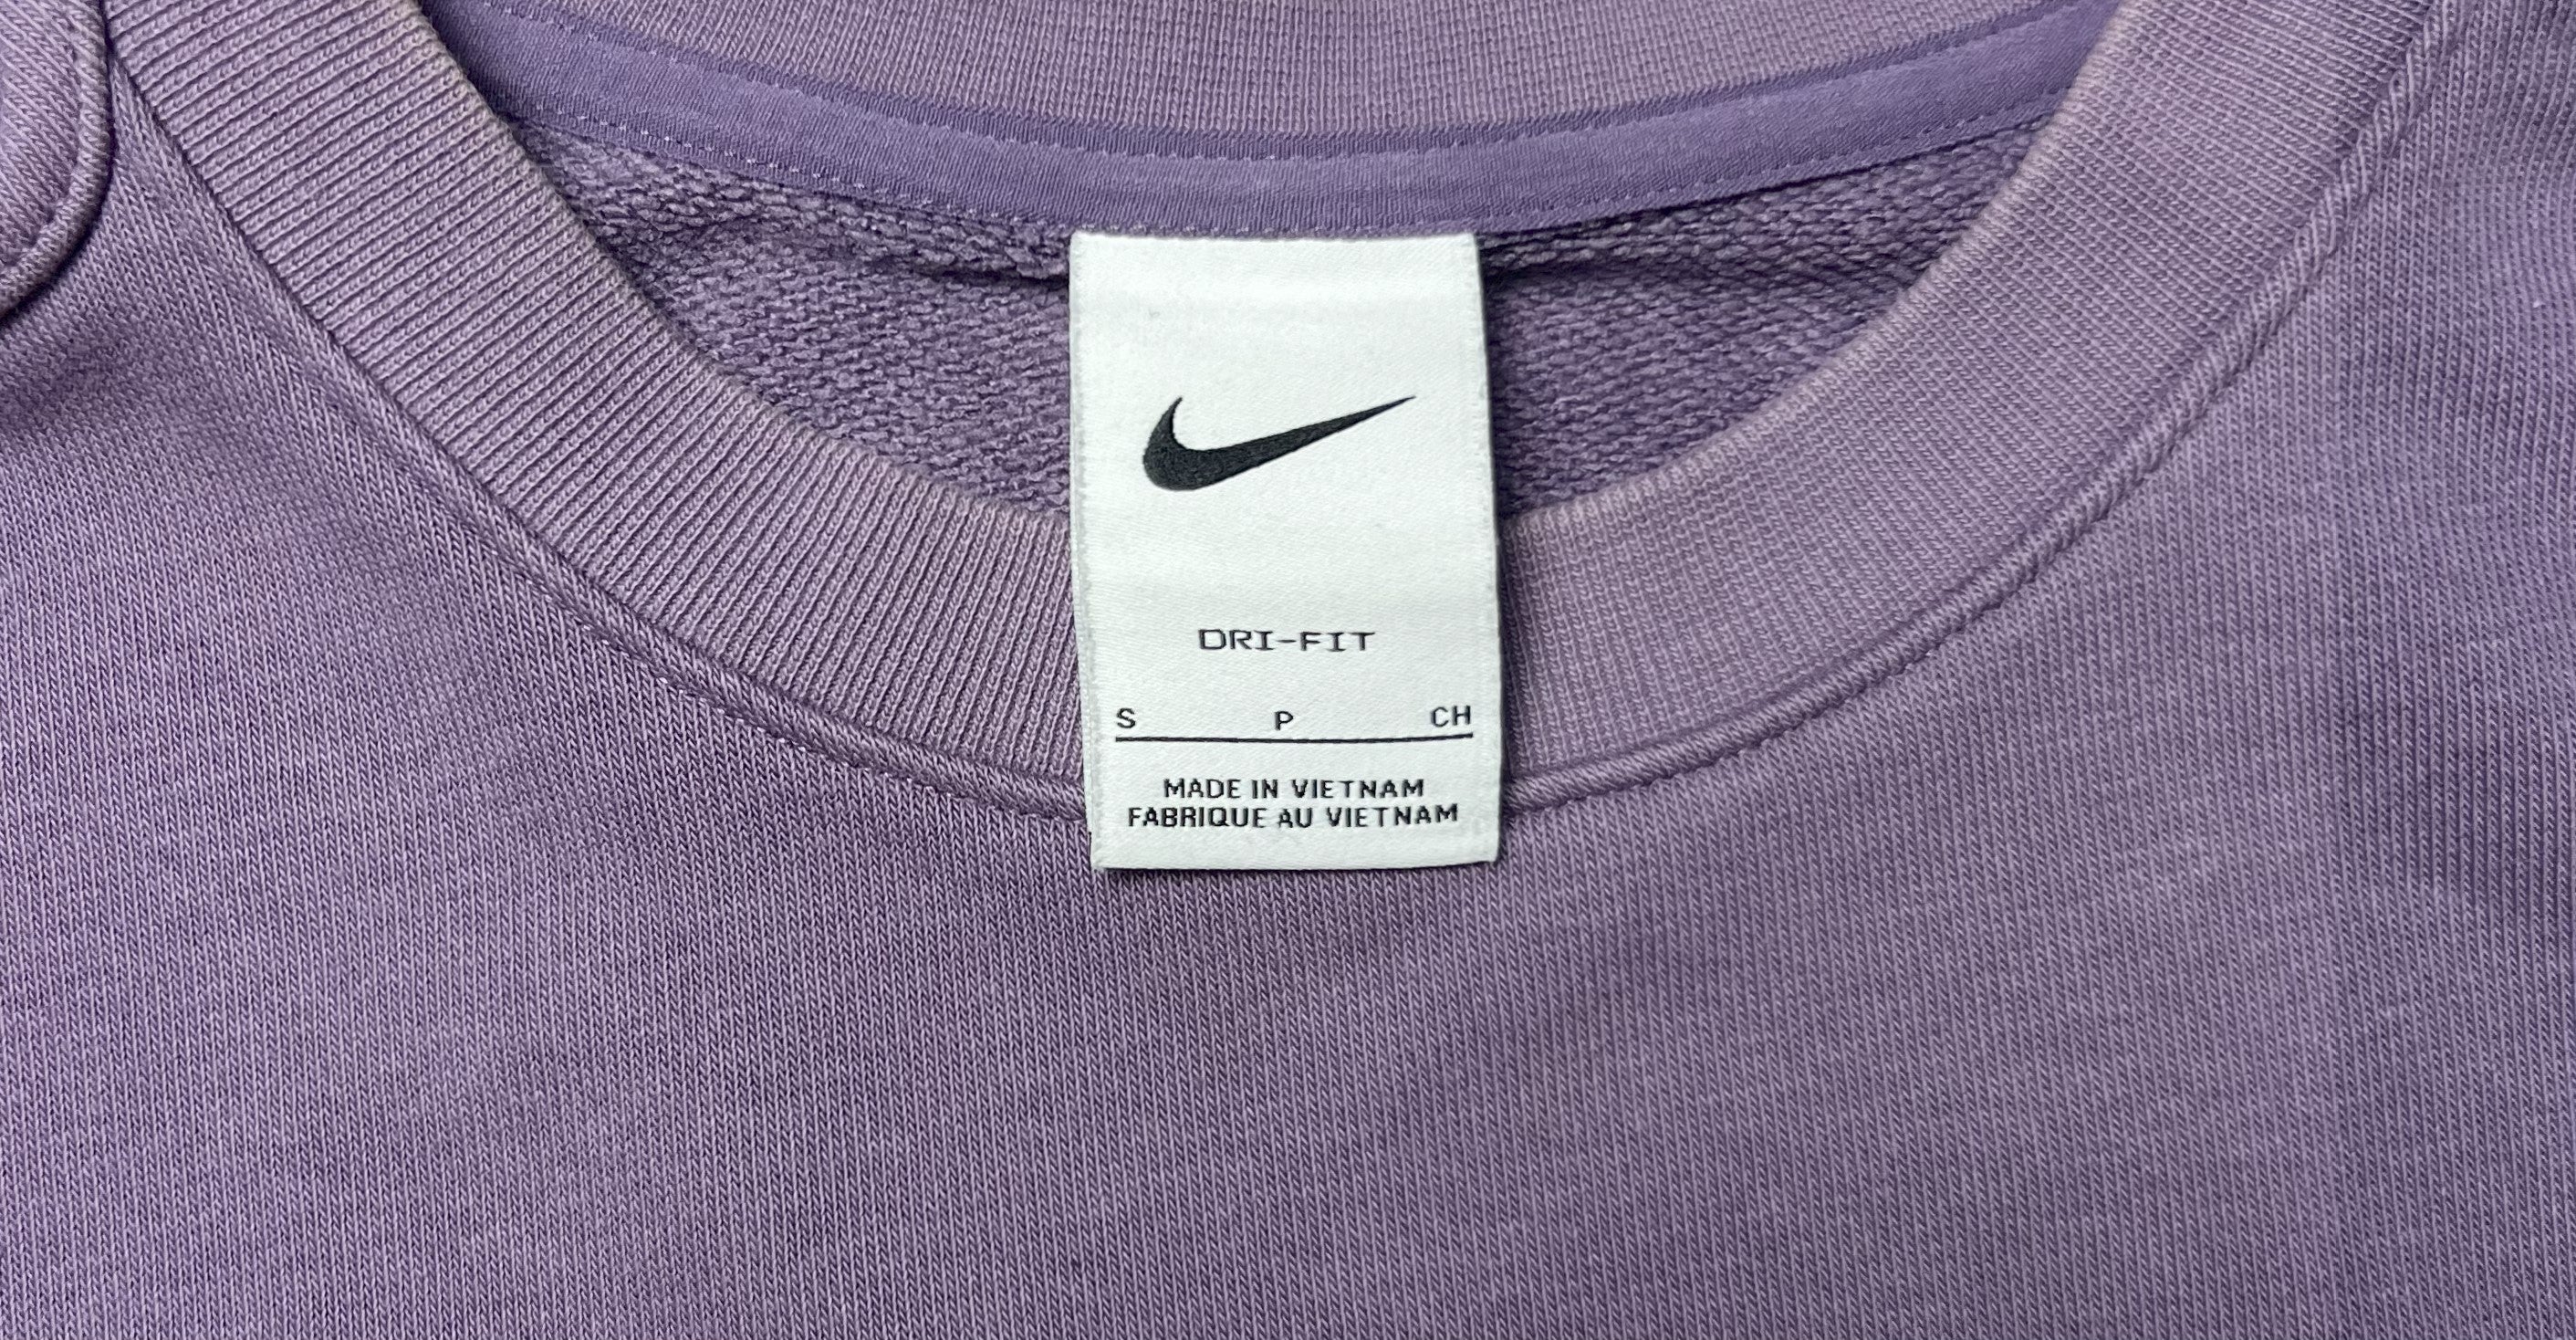 DRI-FIT
S P CH
MADE IN VIETNAM
FABRIQUE AU VIETNAM